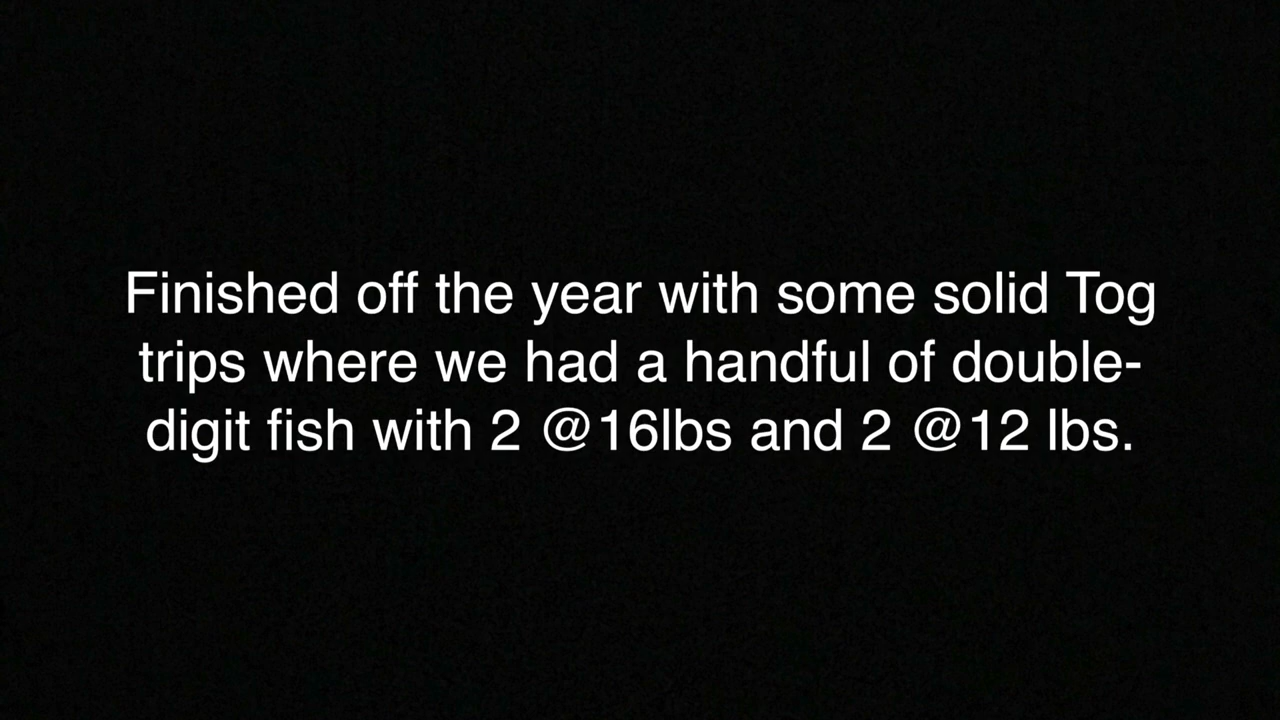 Finished off the year with some solid Tog
trips where we had a handful of double-
digit fish with 2 @16lbs and 2 @12 lbs.